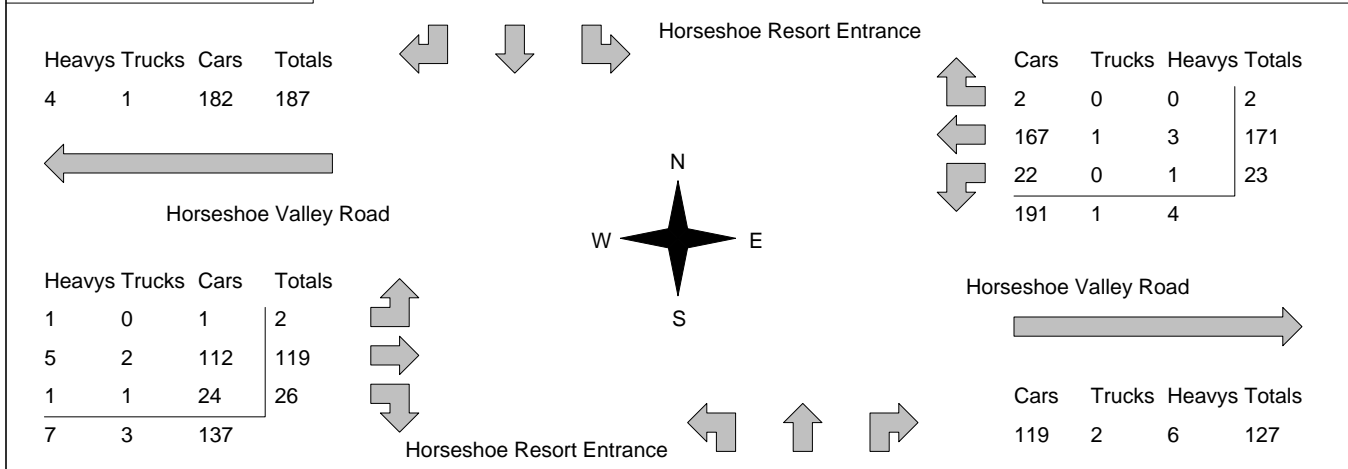 Horseshoe Resort Entrance
Heavys Trucks Cars Totals
4 1 182 187
Cars Trucks Heavys Totals
2 0 0 2
167 1 3 171
22 0 1 23
191 1 4
Horseshoe Valley Road
N
W E
S
Heavys Trucks Cars Totals
1 0 1 2
5 2 112 119
1 1 24 26
7 3 137
Horseshoe Valley Road
Cars Trucks Heavys Totals
119 2 6 127
Horseshoe Resort Entrance